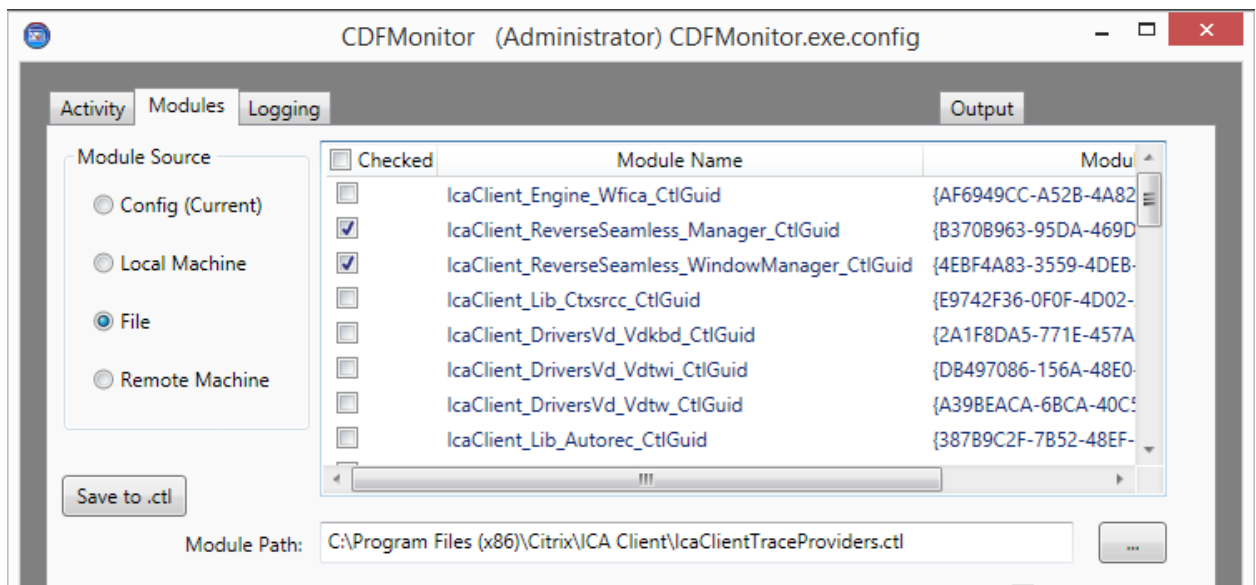 CDFMonitor (Administrator) CDFMonitor.exe.config
Activity Modules Logging Output
Module Source
Config (Current)
Local Machine
File
Remote Machine
Save to .ctl
Checked Module Name Modul
IcaClient_Engine_Wfica_CtlGuid {AF6949CC-A52B-4A82
IcaClient_ReverseSeamless_Manager_CtlGuid {B370B963-95DA-469D
IcaClient_ReverseSeamless_WindowManager_CtlGuid {4EBF4A83-3559-4DEB-
IcaClient_Lib_Ctxsrcc_CtlGuid {E9742F36-0F0F-4D02-
IcaClient_DriversVd_Vdkbd_CtlGuid {2A1F8DA5-771E-457A
IcaClient_DriversVd_Vdtwi_CtlGuid {DB497086-156A-48E0-
IcaClient_DriversVd_Vdtw_CtlGuid {A39BEACA-6BCA-40C5
IcaClient_Lib_Autorec_CtlGuid {387B9C2F-7B52-48EF-
Module Path: C:\Program Files (x86)\Citrix\ICA Client\IcaClientTraceProviders.ctl ...